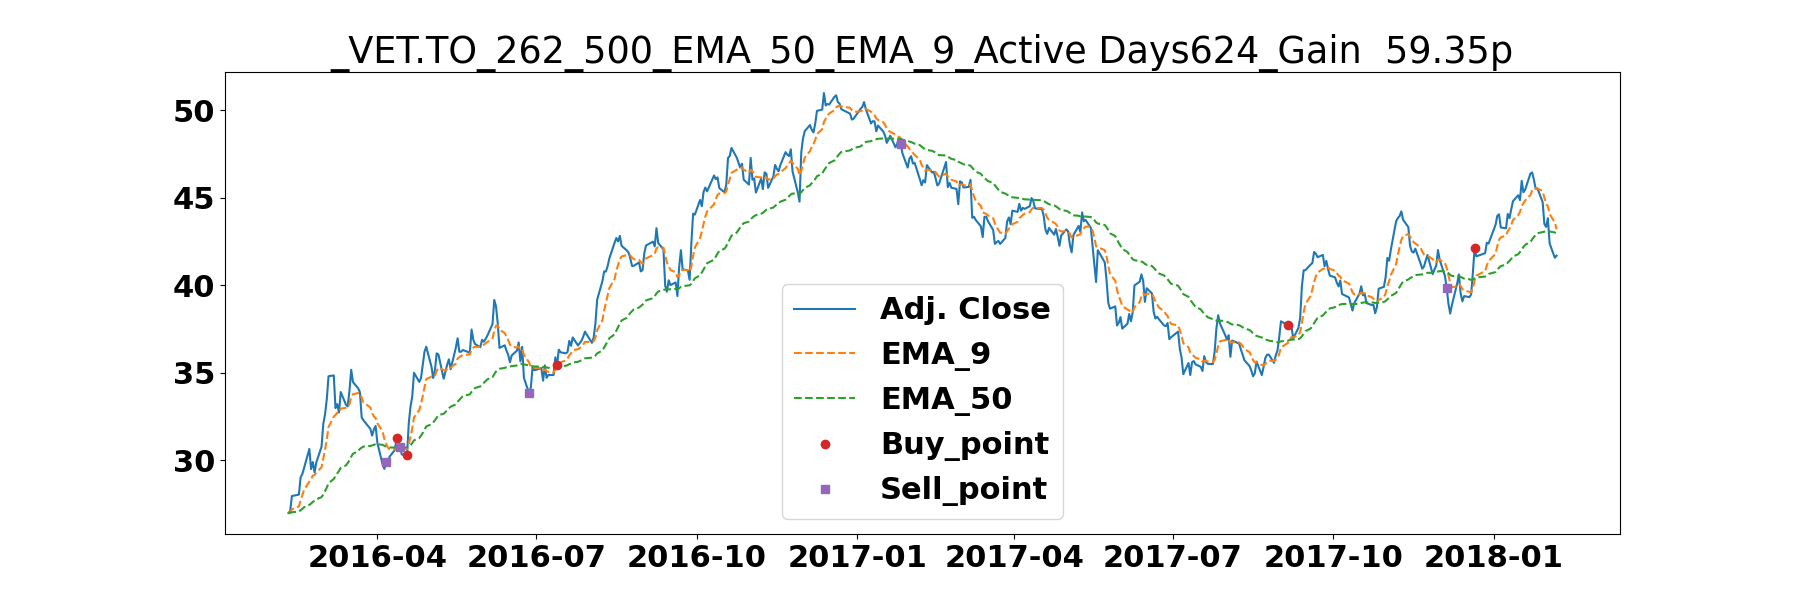 _VET.TO_262_500_EMA_50_EMA_9_Active Days624_Gain  59.35p
50
45
40
35
30
Adj. Close
EMA_9
EMA_50
Buy_point
Sell_point
2016-04 2016-07 2016-10 2017-01 2017-04 2017-07 2017-10 2018-01